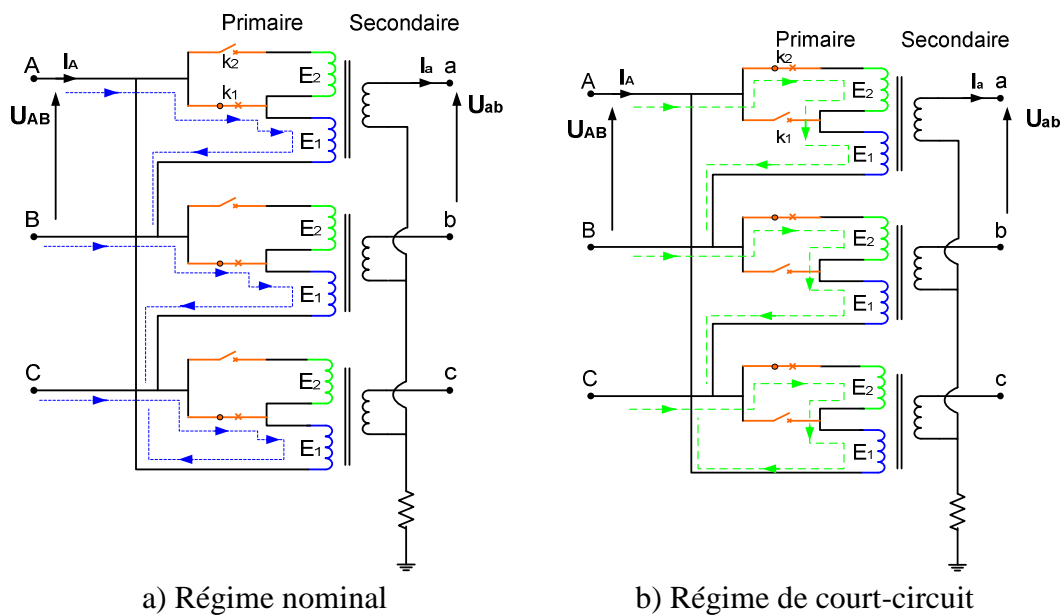 Primaire Secondaire
A
IA
k2
k1
E2
E1
Ia
a
UAB
Uab
B
E2
E1
b
C
E2
E1
c
a) Régime nominal
Primaire Secondaire
A
IA
k2
k1
E2
E1
Ia
a
UAB
Uab
B
E2
E1
b
C
E2
E1
c
b) Régime de court-circuit